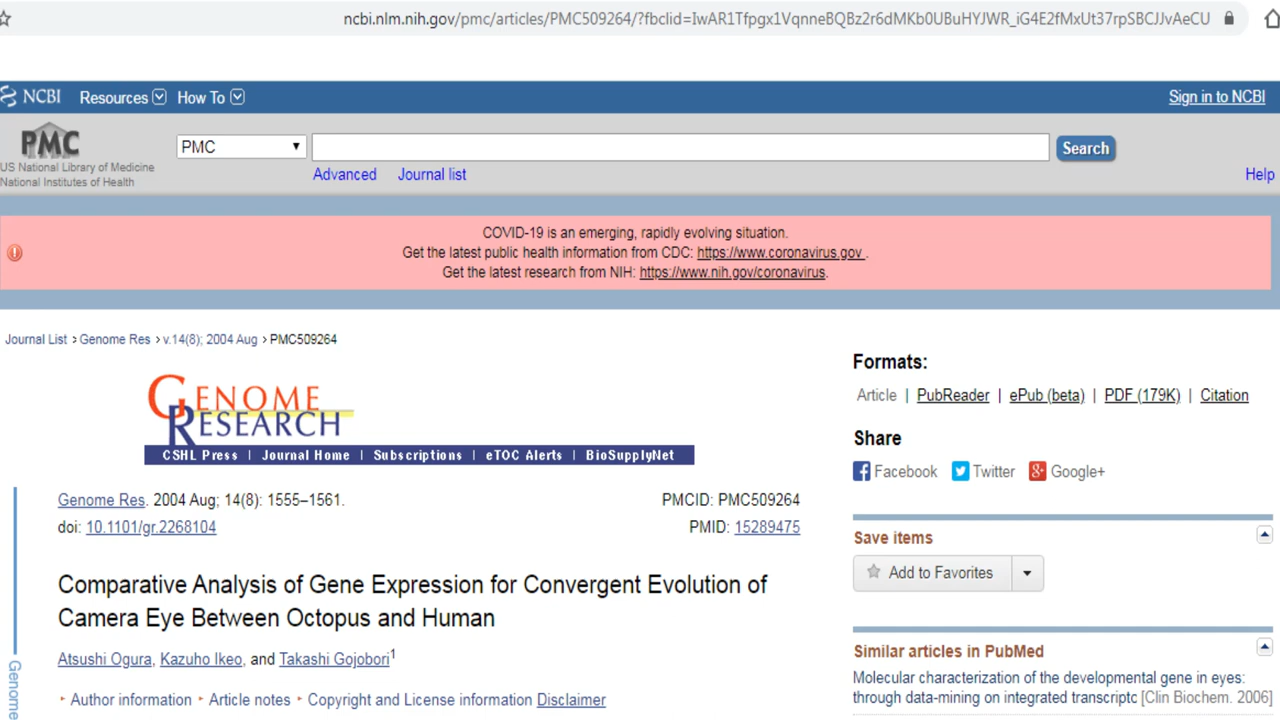 ncbi.nlm.nih.gov/pmc/articles/PMC509264/?fbclid=IwAR1Tfpgx1VqnneBQBz2r6dMKb0UBuHYJWR_iG4E2fMxUt37rpSBCJJvAeCU
NCBI Resources How To Sign in to NCBI
PMC
US National Library of Medicine
National Institutes of Health
PMC Search
Advanced Journal list
Help
COVID-19 is an emerging, rapidly evolving situation.
Get the latest public health information from CDC: https://www.coronavirus.gov .
Get the latest research from NIH: https://www.nih.gov/coronavirus.
Journal List > Genome Res > v.14(8); 2004 Aug > PMC509264
GENOME
RESEARCH
CSHL Press | Journal Home | Subscriptions | eTOC Alerts | BioSupplyNet
Genome Res. 2004 Aug; 14(8): 1555–1561. PMCID: PMC509264
doi: 10.1101/gr.2268104 PMID: 15289475
Comparative Analysis of Gene Expression for Convergent Evolution of
Camera Eye Between Octopus and Human
Atsushi Ogura, Kazuho Ikeo, and Takashi Gojobori1
Author information Article notes Copyright and License information Disclaimer
Genome
Formats:
Article | PubReader | ePub (beta) | PDF (179K) | Citation
Share
Facebook Twitter Google+
Save items
Add to Favorites
Similar articles in PubMed
Molecular characterization of the developmental gene in eyes:
through data-mining on integrated transcriptc [Clin Biochem. 2006]